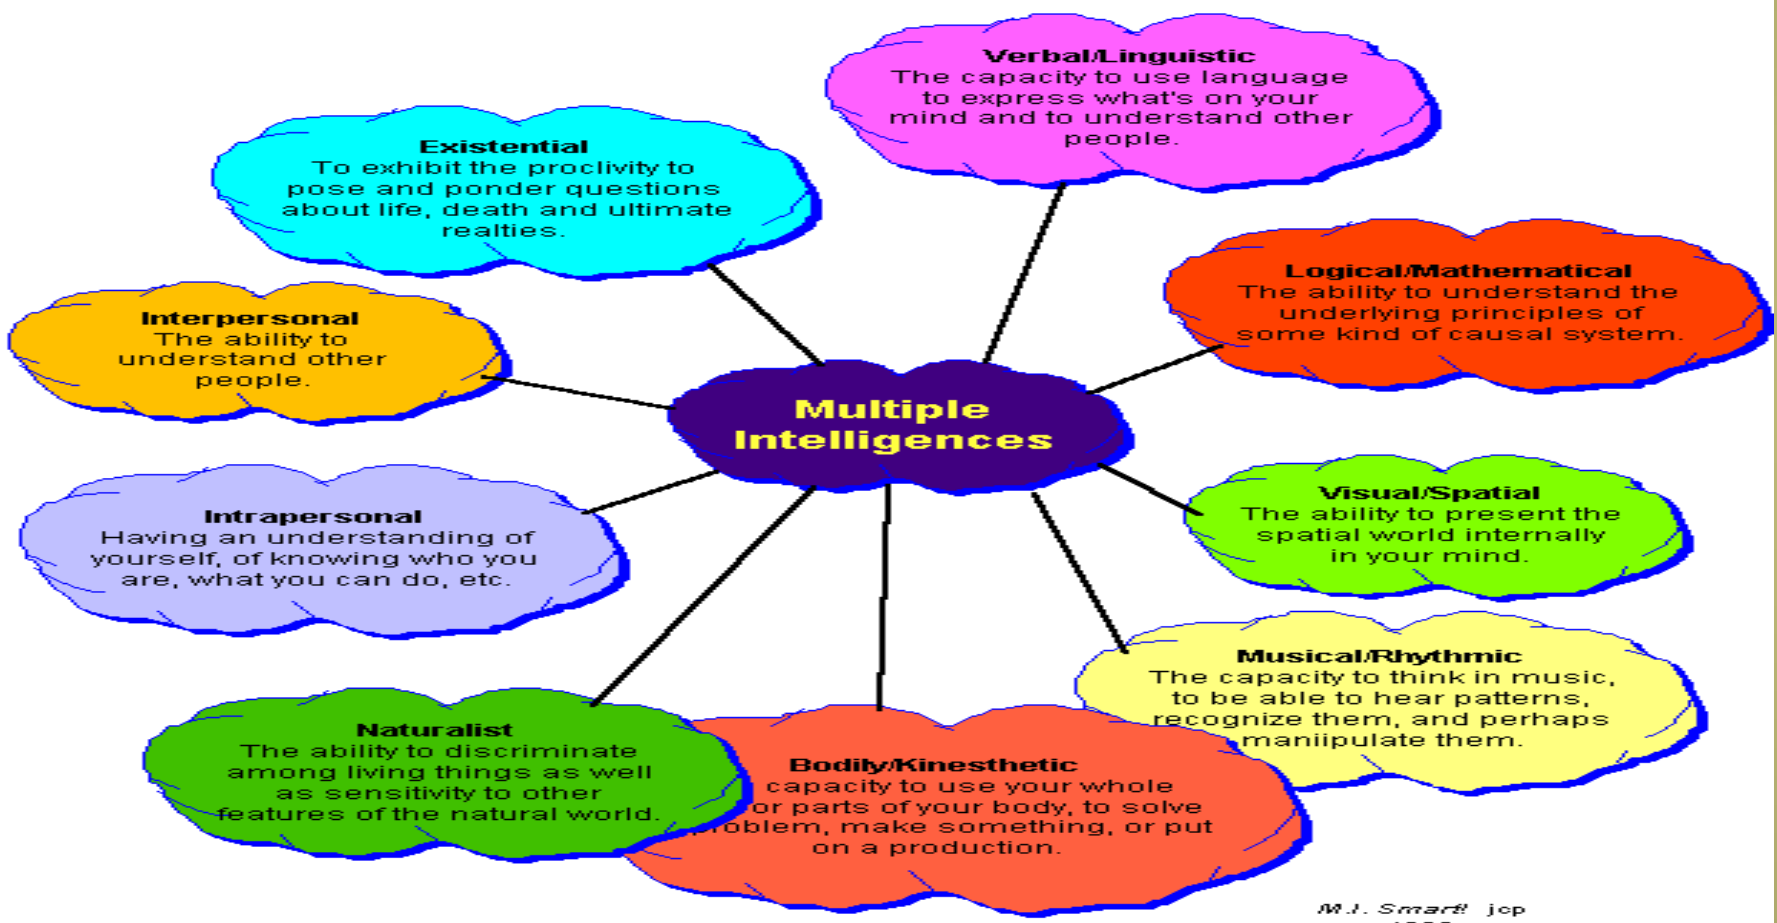 Verbal/Linguistic
The capacity to use language
to express what's on your
mind and to understand other
people.
Existential
To exhibit the proclivity to
pose and ponder questions
about life, death and ultimate
realties.
Logical/Mathematical
The ability to understand the
underlying principles of
some kind of causal system.
Interpersonal
The ability to
understand other
people.
Multiple
Intelligences
Visual/Spatial
The ability to present the
spatial world internally
in your mind.
Intrapersonal
Having an understanding of
yourself, of knowing who you
are, what you can do, etc.
Musical/Rhythmic
The capacity to think in music,
to be able to hear patterns,
recognize them, and perhaps
maniipulate them.
Naturalist
The ability to discriminate
among living things as well
as sensitivity to other
features of the natural world.
Bodily/Kinesthetic
capacity to use your whole
or parts of your body, to solve
make something, or put
on a production.
M.I. Smart! jcp